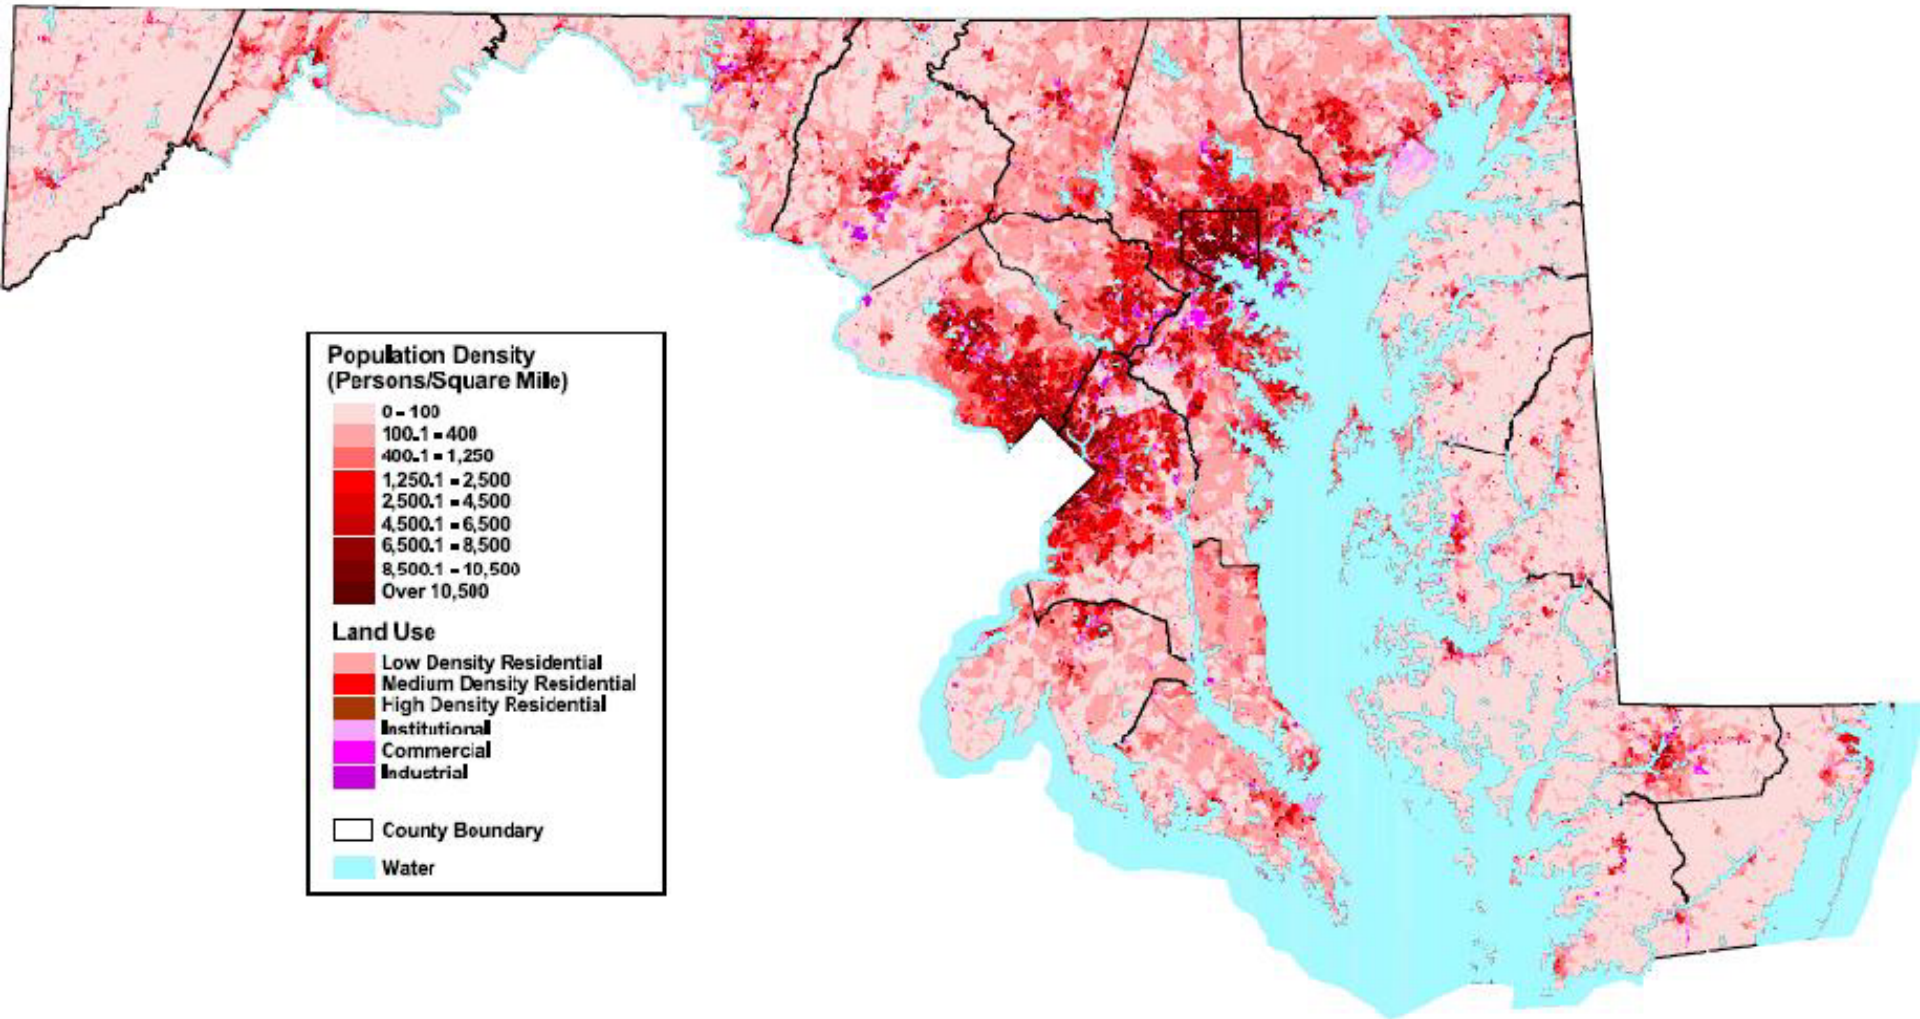 Population Density
(Persons/Square Mile)
0 - 100
100.1 - 400
400.1 - 1,250
1,250.1 - 2,500
2,500.1 - 4,500
4,500.1 - 6,500
6,500.1 - 8,500
8,500.1 - 10,500
Over 10,500
Land Use
Low Density Residential
Medium Density Residential
High Density Residential
Institutional
Commercial
Industrial
County Boundary
Water